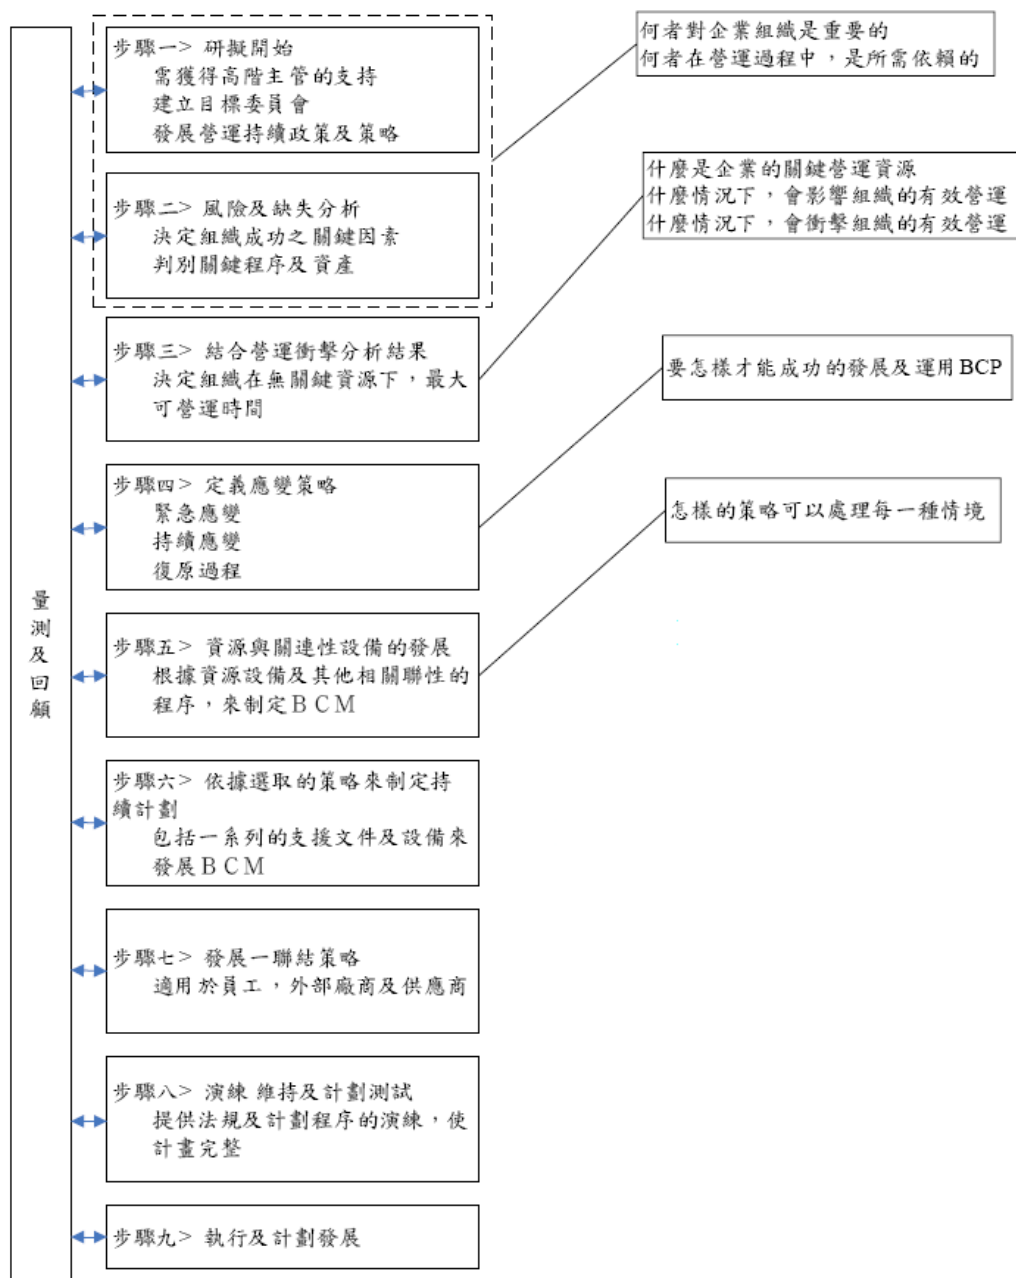 步驟一> 研擬開始
需獲得高階主管的支持
建立目標委員會
發展營運持續政策及策略
何者對企業組織是重要的
何者在營運過程中，是所需依賴的
步驟二> 風險及缺失分析
決定組織成功之關鍵因素
判別關鍵程序及資產
什麼是企業的關鍵營運資源
什麼情況下，會影響組織的有效營運
什麼情況下，會衝擊組織的有效營運
步驟三> 結合營運衝擊分析結果
決定組織在無關鍵資源下，最大
可營運時間
要怎樣才能成功的發展及運用BCP
步驟四> 定義應變策略
緊急應變
持續應變
復原過程
怎樣的策略可以處理每一種情境
量測及回顧
步驟五> 資源與關連性設備的發展
根據資源設備及其他相關聯性的
程序，來制定ＢＣＭ
步驟六> 依據選取的策略來制定持
續計劃
包括一系列的支援文件及設備來
發展ＢＣＭ
步驟七> 發展一聯結策略
適用於員工，外部廠商及供應商
步驟八> 演練 維持及計劃測試
提供法規及計劃程序的演練，使
計畫完整
步驟九> 執行及計劃發展